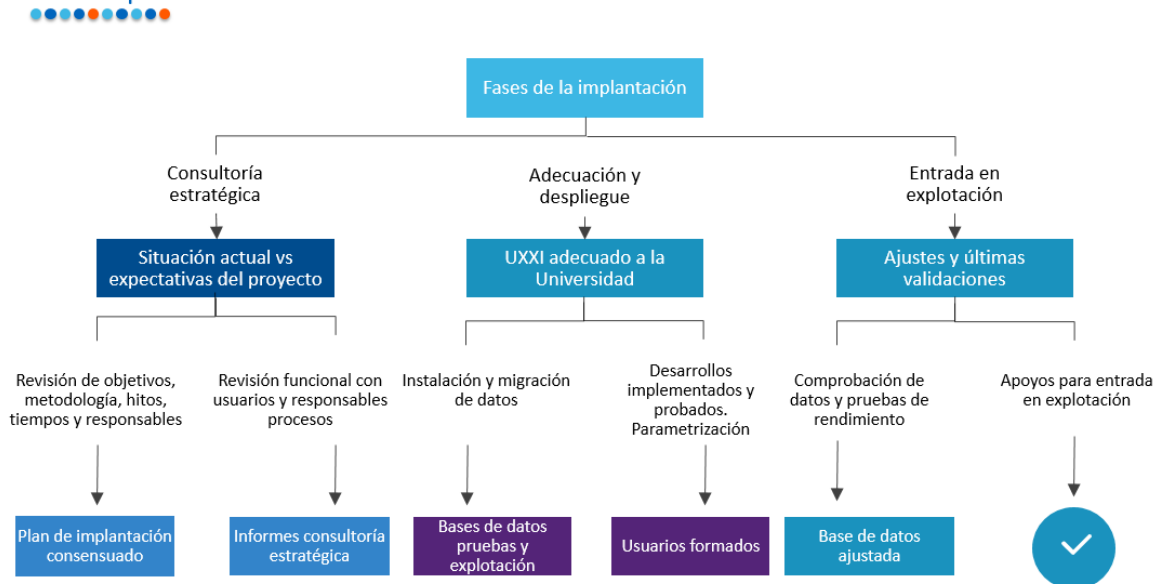 Fases de la implantación
Consultoría
estratégica
Adecuación y
despliegue
Entrada en
explotación
Situación actual vs
expectativas del proyecto
UXXI adecuado a la
Universidad
Ajustes y últimas
validaciones
Revisión de objetivos,
metodología, hitos,
tiempos y responsables
Revisión funcional con
usuarios y responsables
procesos
Instalación y migración
de datos
Desarrollos
implementados y
probados.
Parametrización
Comprobación de
datos y pruebas de
rendimiento
Apoyos para entrada
en explotación
Plan de implantación
consensuado
Informes consultoría
estratégica
Bases de datos
pruebas y
explotación
Usuarios formados
Base de datos
ajustada